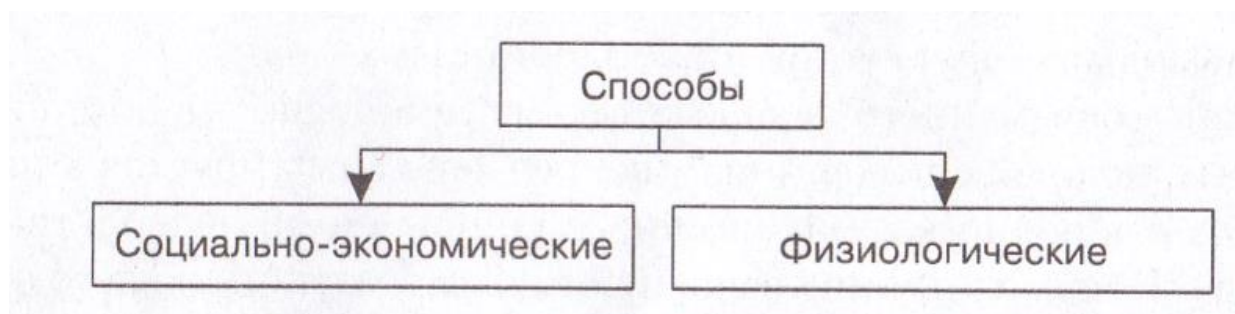 Способы
Социально-экономические
Физиологические